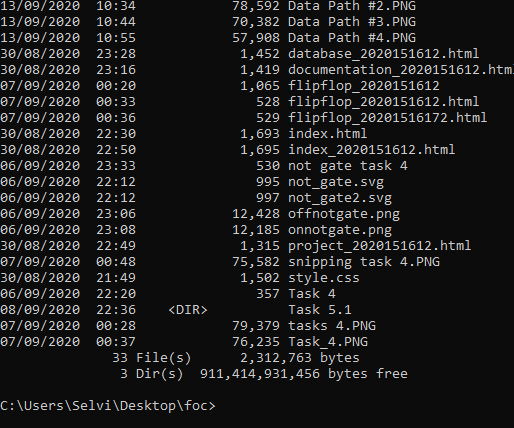 13/09/2020  10:34            78,592 Data Path #2.PNG
13/09/2020  10:44            70,382 Data Path #3.PNG
13/09/2020  10:55            57,908 Data Path #4.PNG
30/08/2020  23:28             1,452 database_2020151612.html
30/08/2020  23:16             1,419 documentation_2020151612.html
07/09/2020  00:20             1,065 flipflop_2020151612
07/09/2020  00:33               528 flipflop_2020151612.html
07/09/2020  00:36               529 flipflop_20201516172.html
30/08/2020  22:30             1,693 index.html
30/08/2020  22:50             1,695 index_2020151612.html
06/09/2020  23:33               530 not gate task 4
06/09/2020  22:12               995 not_gate.svg
06/09/2020  22:12               997 not_gate2.svg
06/09/2020  23:06            12,428 offnotgate.png
06/09/2020  23:08            12,185 onnotgate.png
30/08/2020  22:49             1,315 project_2020151612.html
07/09/2020  00:48            75,582 snipping task 4.PNG
30/08/2020  21:49             1,502 style.css
06/09/2020  22:20               357 Task 4
08/09/2020  22:36    <DIR>          Task 5.1
07/09/2020  00:28            79,379 tasks 4.PNG
07/09/2020  00:37            76,235 Task_4.PNG
33 File(s)      2,312,763 bytes
3 Dir(s)  911,414,931,456 bytes free
C:\Users\Selvi\Desktop\foc>